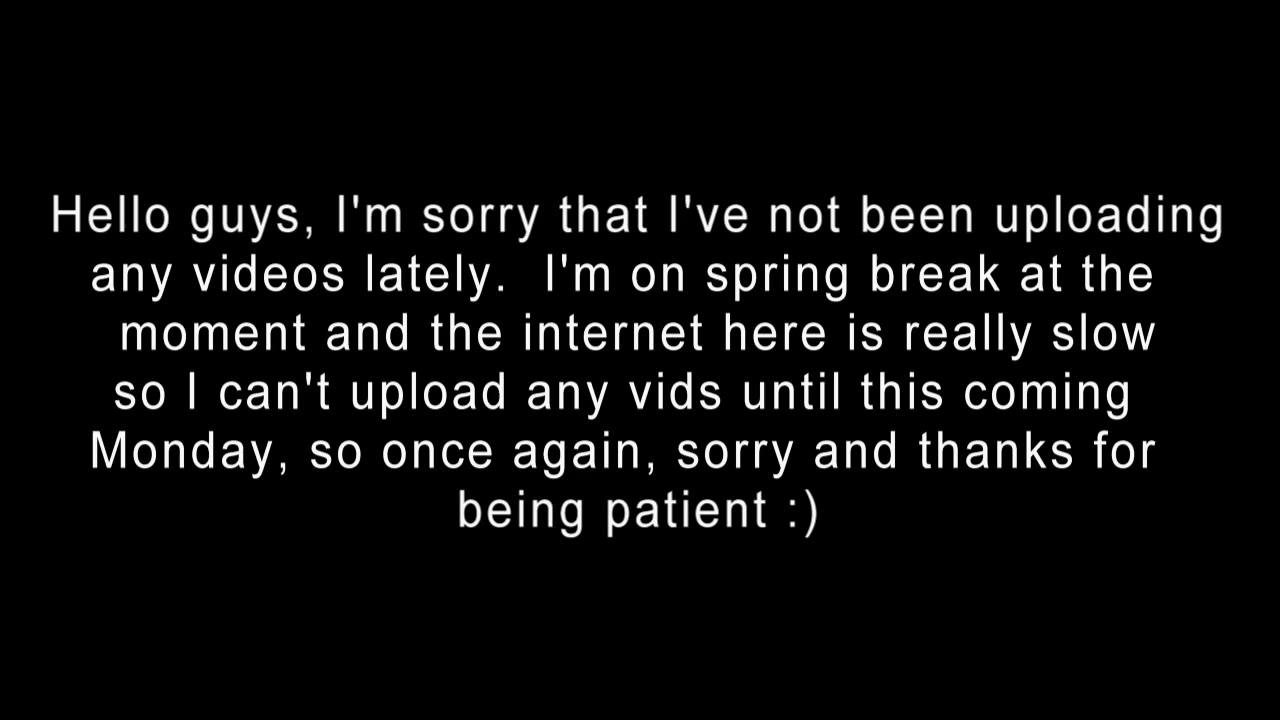 Hello guys, I'm sorry that I've not been uploading
any videos lately.  I'm on spring break at the
moment and the internet here is really slow
so I can't upload any vids until this coming
Monday, so once again, sorry and thanks for
being patient :)